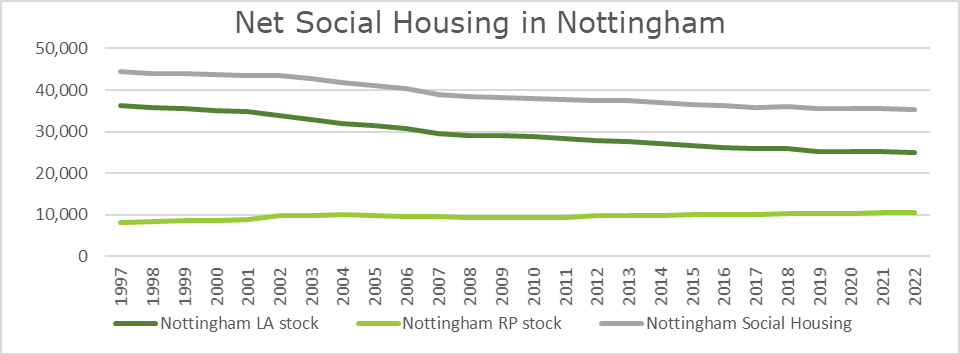 Net Social Housing in Nottingham
50,000
40,000
30,000
20,000
10,000
0
1997 1998 1999 2000 2001 2002 2003 2004 2005 2006 2007 2008 2009 2010 2011 2012 2013 2014 2015 2016 2017 2018 2019 2020 2021 2022
Nottingham LA stock Nottingham RP stock Nottingham Social Housing